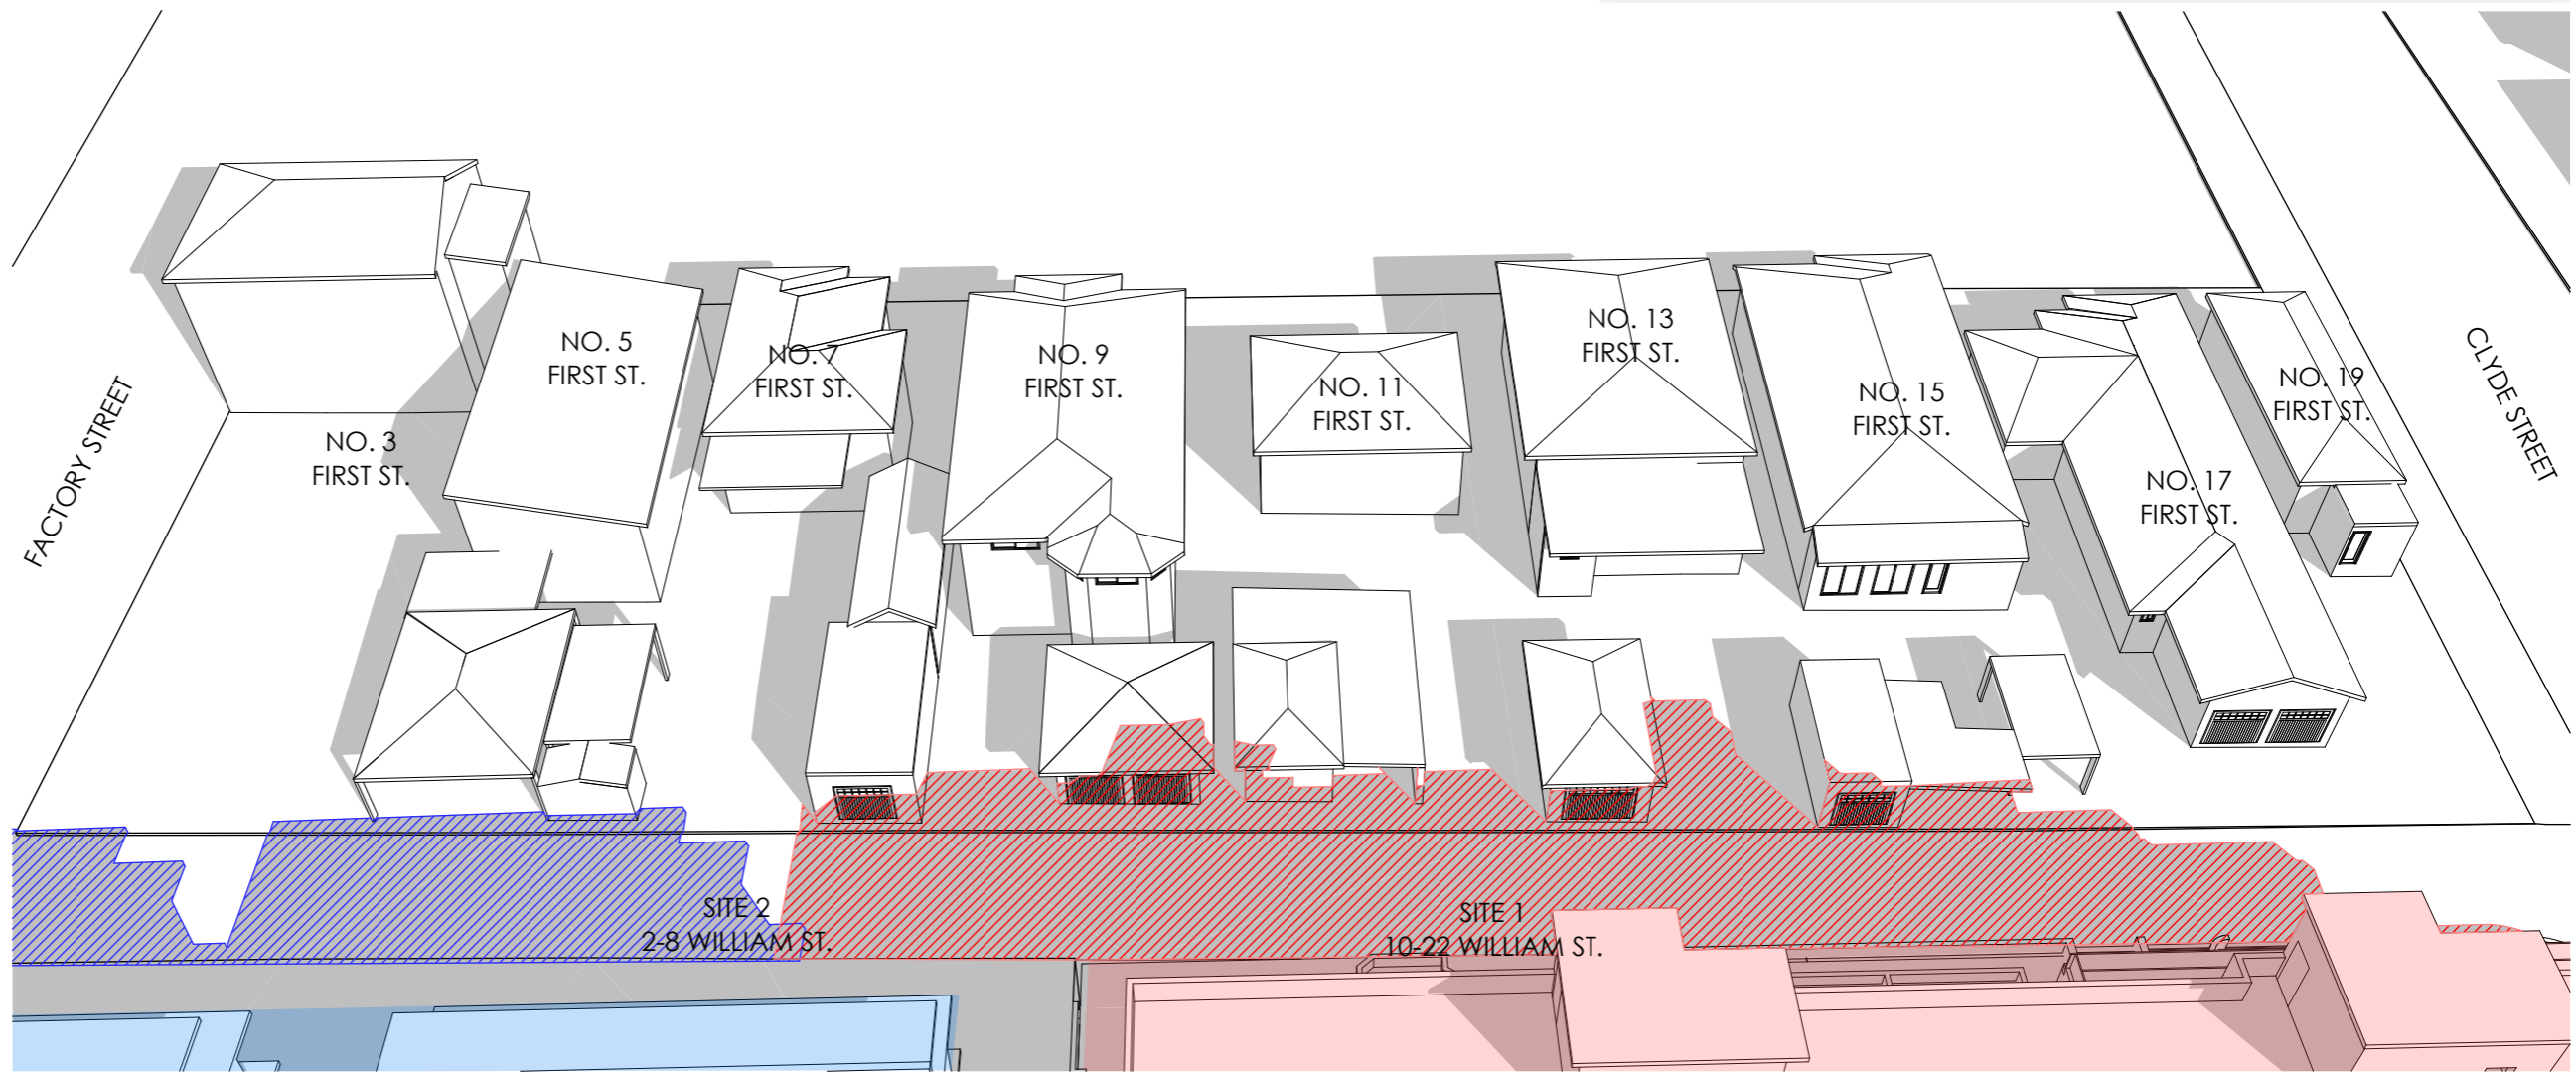 NO. 5
FIRST ST.
NO. 7
FIRST ST.
NO. 9
FIRST ST.
NO. 11
FIRST ST.
NO. 13
FIRST ST.
NO. 15
FIRST ST.
NO. 19
FIRST ST.
CLYDE STREET
FACTORY STREET
NO. 3
FIRST ST.
NO. 17
FIRST ST.
SITE 2
2-8 WILLIAM ST.
SITE 1
10-22 WILLIAM ST.